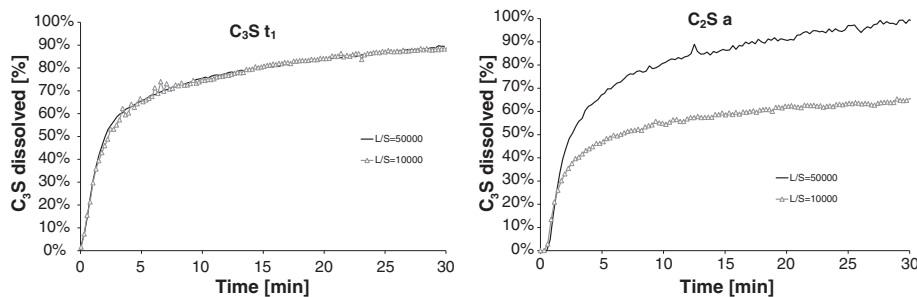 C₃S t₁
C₃S dissolved [%]
100%
90%
80%
70%
60%
50%
40%
30%
20%
10%
0%
L/S=50000
L/S=10000
0 5 10 15 20 25 30
Time [min]
C₂S a
C₃S dissolved [%]
100%
90%
80%
70%
60%
50%
40%
30%
20%
10%
0%
L/S=50000
L/S=10000
0 5 10 15 20 25 30
Time [min]